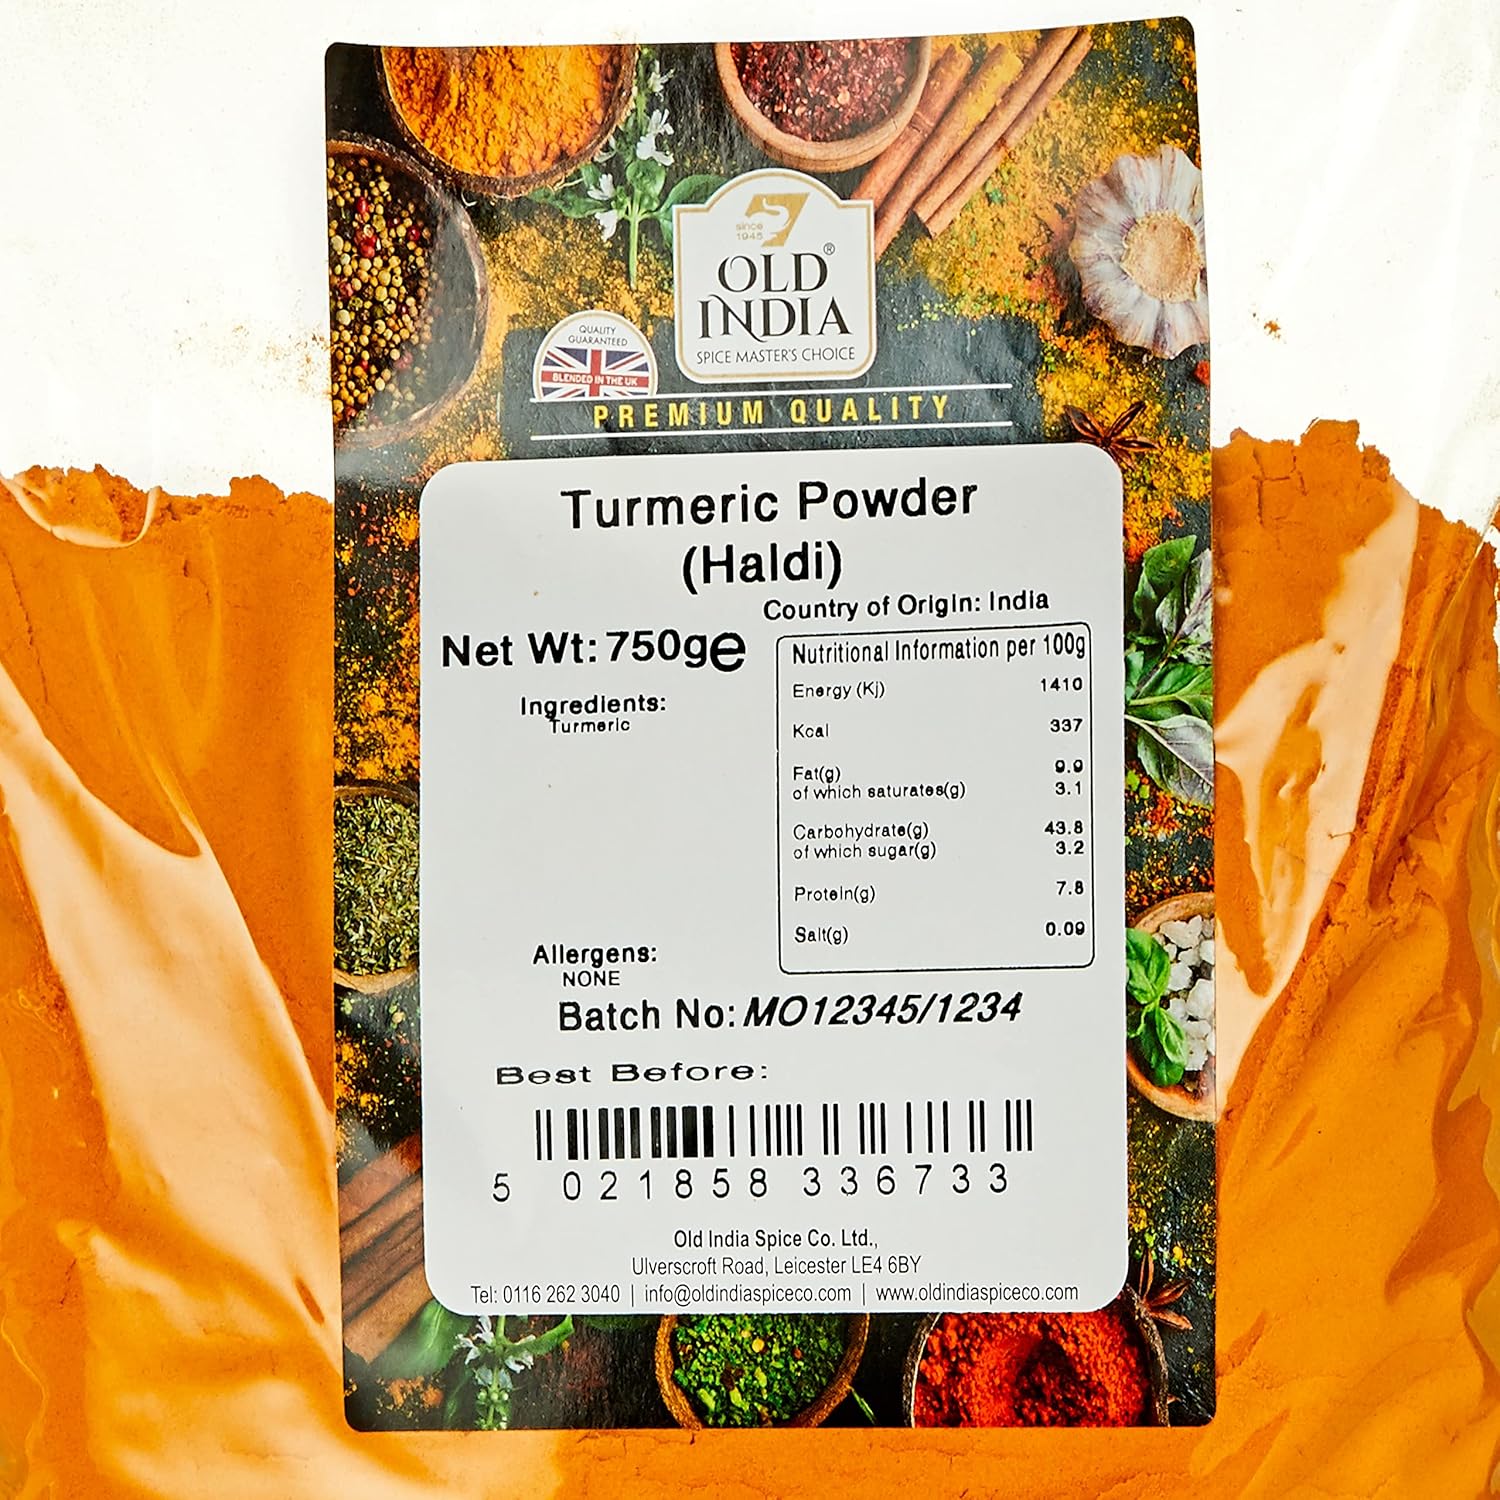 since
1945
OLD®
INDIA
SPICE MASTER'S CHOICE
QUALITY
GUARANTEED
BLENDED IN THE UK
PREMIUM QUALITY
Turmeric Powder
(Haldi)
Country of Origin: India
Net Wt: 750g℮
Nutritional Information per 100g
Energy (Kj) 1410
Kcal 337
Fat(g) 9.9
of which saturates(g) 3.1
Carbohydrate(g) 43.8
of which sugar(g) 3.2
Protein(g) 7.8
Salt(g) 0.09
Ingredients:
Turmeric
Allergens:
NONE
Batch No: MO12345/1234
Best Before:
5 021858 336733
Old India Spice Co. Ltd.,
Ulverscroft Road, Leicester LE4 6BY
Tel: 0116 262 3040 | info@oldindiaspiceco.com | www.oldindiaspiceco.com